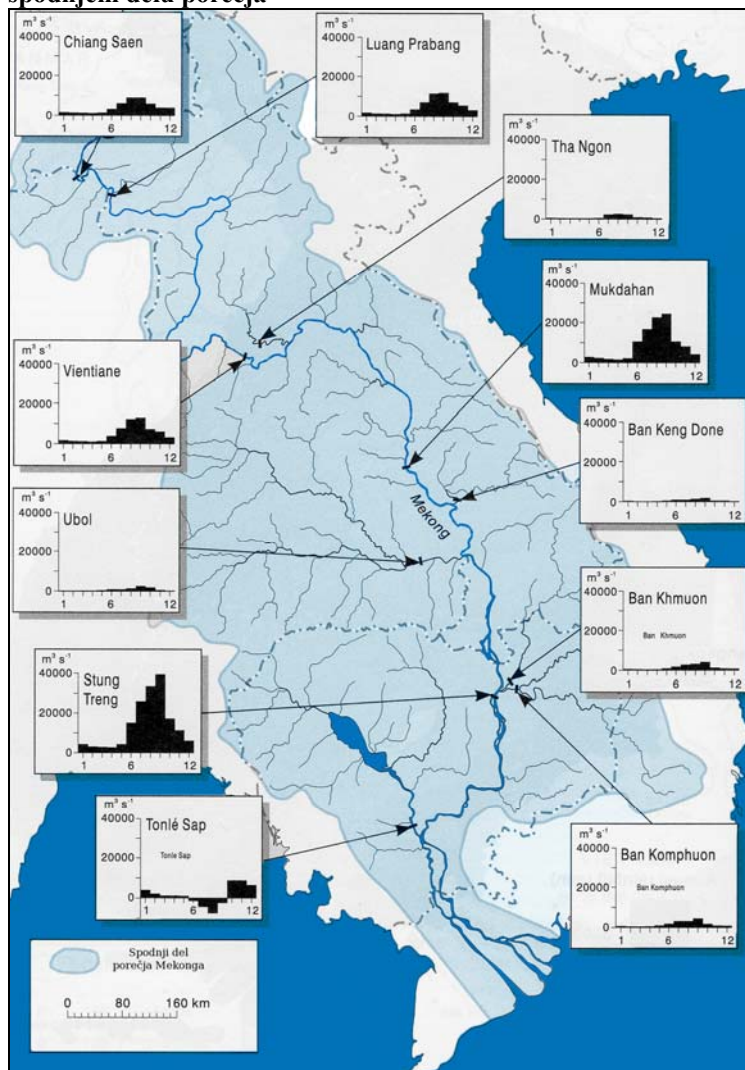 spodnjem delu porečja
m³ s⁻¹
Chiang Saen
40000
20000
0
1 6 12
m³ s⁻¹
Luang Prabang
40000
20000
0
1 6 12
m³ s⁻¹
Tha Ngon
40000
20000
0
1 6 12
m³ s⁻¹
Mukdahan
40000
20000
0
1 6 12
m³ s⁻¹
Vientiane
40000
20000
0
1 6 12
m³ s⁻¹
Ban Keng Done
40000
20000
0
1 6 12
Mekong
m³ s⁻¹
Ubol
40000
20000
0
1 6 12
m³ s⁻¹
Ban Khmuon
40000
Ban Khmuon
20000
0
1 6 12
m³ s⁻¹
Stung
Treng
40000
20000
0
1 6 12
m³ s⁻¹
Tonlé Sap
40000
Tonle Sap
20000
0
1 6 12
m³ s⁻¹
Ban Komphuon
40000
Ban Komphuon
20000
0
1 6 12
Spodnji del
porečja Mekonga
0 80 160 km